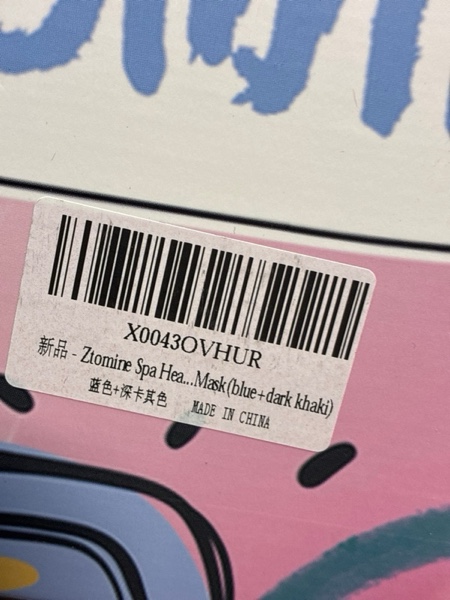 X0043OVHUR
新品 - Ztomine Spa Hea...Mask(blue+dark khaki)
蓝色+深卡其色 MADE IN CHINA